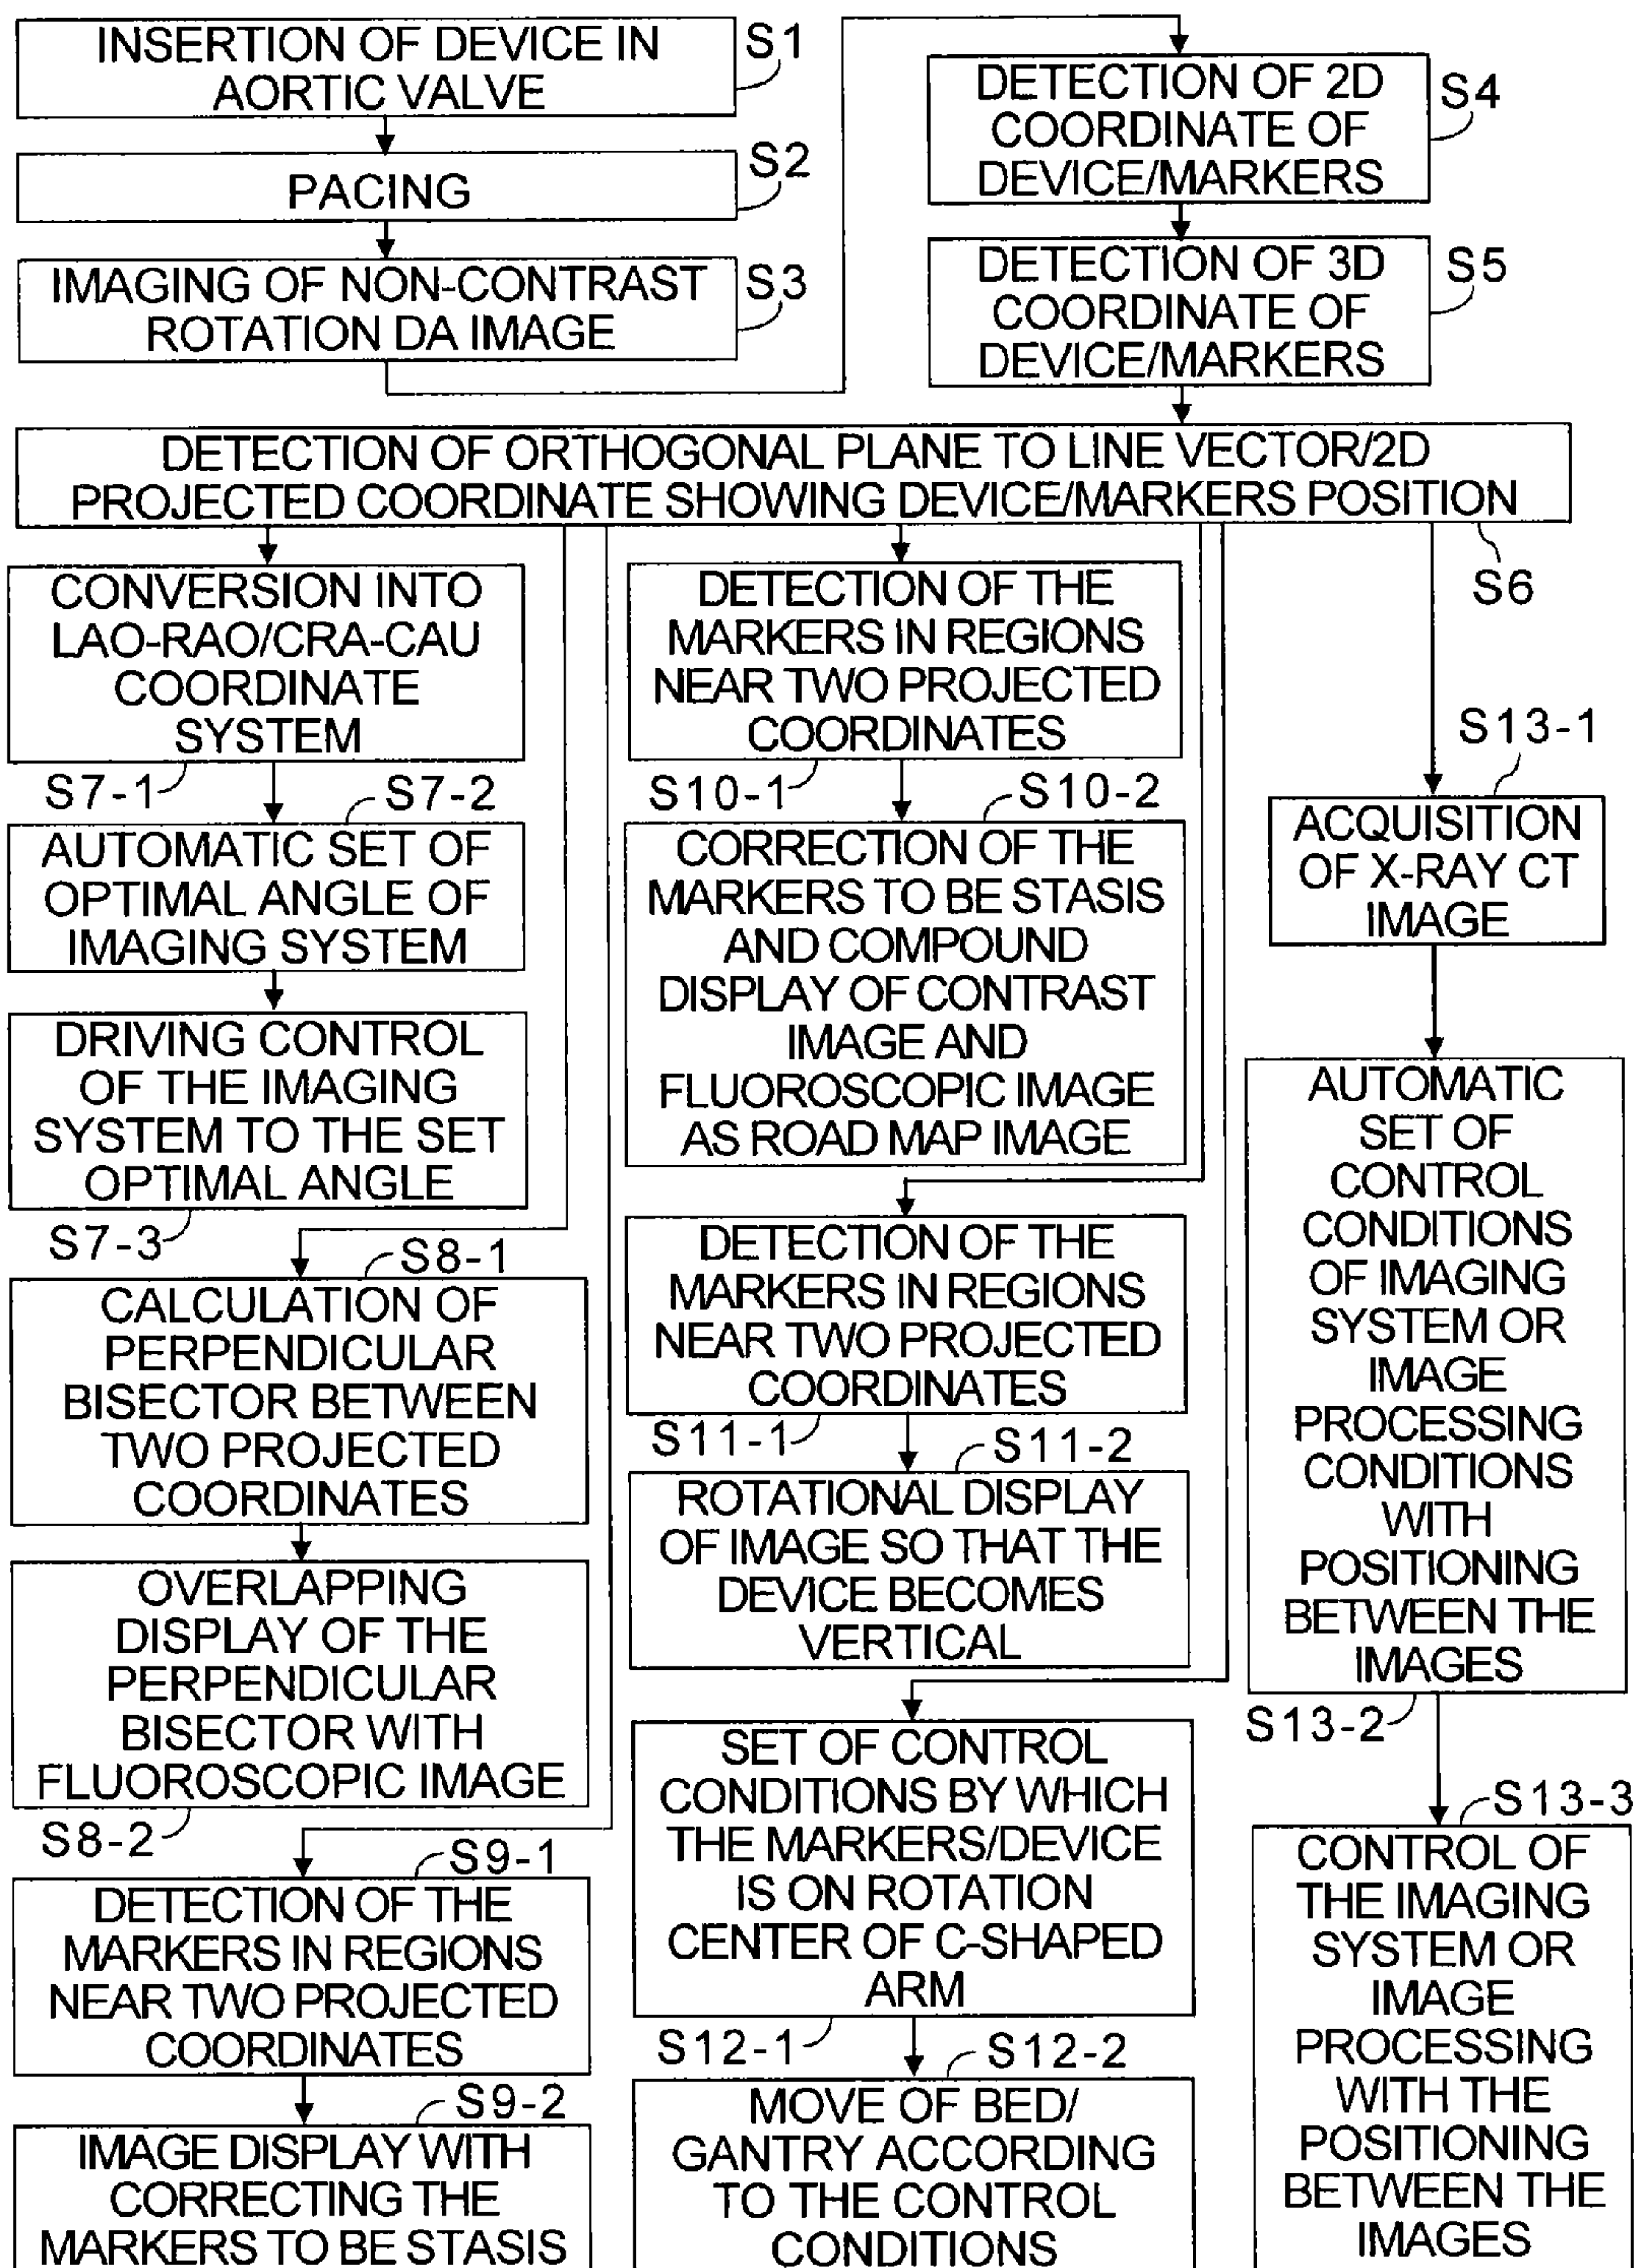 INSERTION OF DEVICE IN
AORTIC VALVE
S1
PACING
S2
IMAGING OF NON-CONTRAST
ROTATION DA IMAGE
S3
DETECTION OF 2D
COORDINATE OF
DEVICE/MARKERS
S4
DETECTION OF 3D
COORDINATE OF
DEVICE/MARKERS
S5
DETECTION OF ORTHOGONAL PLANE TO LINE VECTOR/2D
PROJECTED COORDINATE SHOWING DEVICE/MARKERS POSITION
S6
CONVERSION INTO
LAO-RAO/CRA-CAU
COORDINATE
SYSTEM
S7-1
S7-2
AUTOMATIC SET OF
OPTIMAL ANGLE OF
IMAGING SYSTEM
DRIVING CONTROL
OF THE IMAGING
SYSTEM TO THE SET
OPTIMAL ANGLE
S7-3
S8-1
CALCULATION OF
PERPENDICULAR
BISECTOR BETWEEN
TWO PROJECTED
COORDINATES
OVERLAPPING
DISPLAY OF THE
PERPENDICULAR
BISECTOR WITH
FLUOROSCOPIC IMAGE
S8-2
S9-1
DETECTION OF THE
MARKERS IN REGIONS
NEAR TWO PROJECTED
COORDINATES
S9-2
IMAGE DISPLAY WITH
CORRECTING THE
MARKERS TO BE STASIS
DETECTION OF THE
MARKERS IN REGIONS
NEAR TWO PROJECTED
COORDINATES
S10-1
S10-2
CORRECTION OF THE
MARKERS TO BE STASIS
AND COMPOUND
DISPLAY OF CONTRAST
IMAGE AND
FLUOROSCOPIC IMAGE
AS ROAD MAP IMAGE
DETECTION OF THE
MARKERS IN REGIONS
NEAR TWO PROJECTED
COORDINATES
S11-1
S11-2
ROTATIONAL DISPLAY
OF IMAGE SO THAT THE
DEVICE BECOMES
VERTICAL
SET OF CONTROL
CONDITIONS BY WHICH
THE MARKERS/DEVICE
IS ON ROTATION
CENTER OF C-SHAPED
ARM
S12-1
S12-2
MOVE OF BED/
GANTRY ACCORDING
TO THE CONTROL
CONDITIONS
S13-1
ACQUISITION
OF X-RAY CT
IMAGE
AUTOMATIC
SET OF
CONTROL
CONDITIONS
OF IMAGING
SYSTEM OR
IMAGE
PROCESSING
CONDITIONS
WITH
POSITIONING
BETWEEN THE
IMAGES
S13-2
S13-3
CONTROL OF
THE IMAGING
SYSTEM OR
IMAGE
PROCESSING
WITH THE
POSITIONING
BETWEEN THE
IMAGES